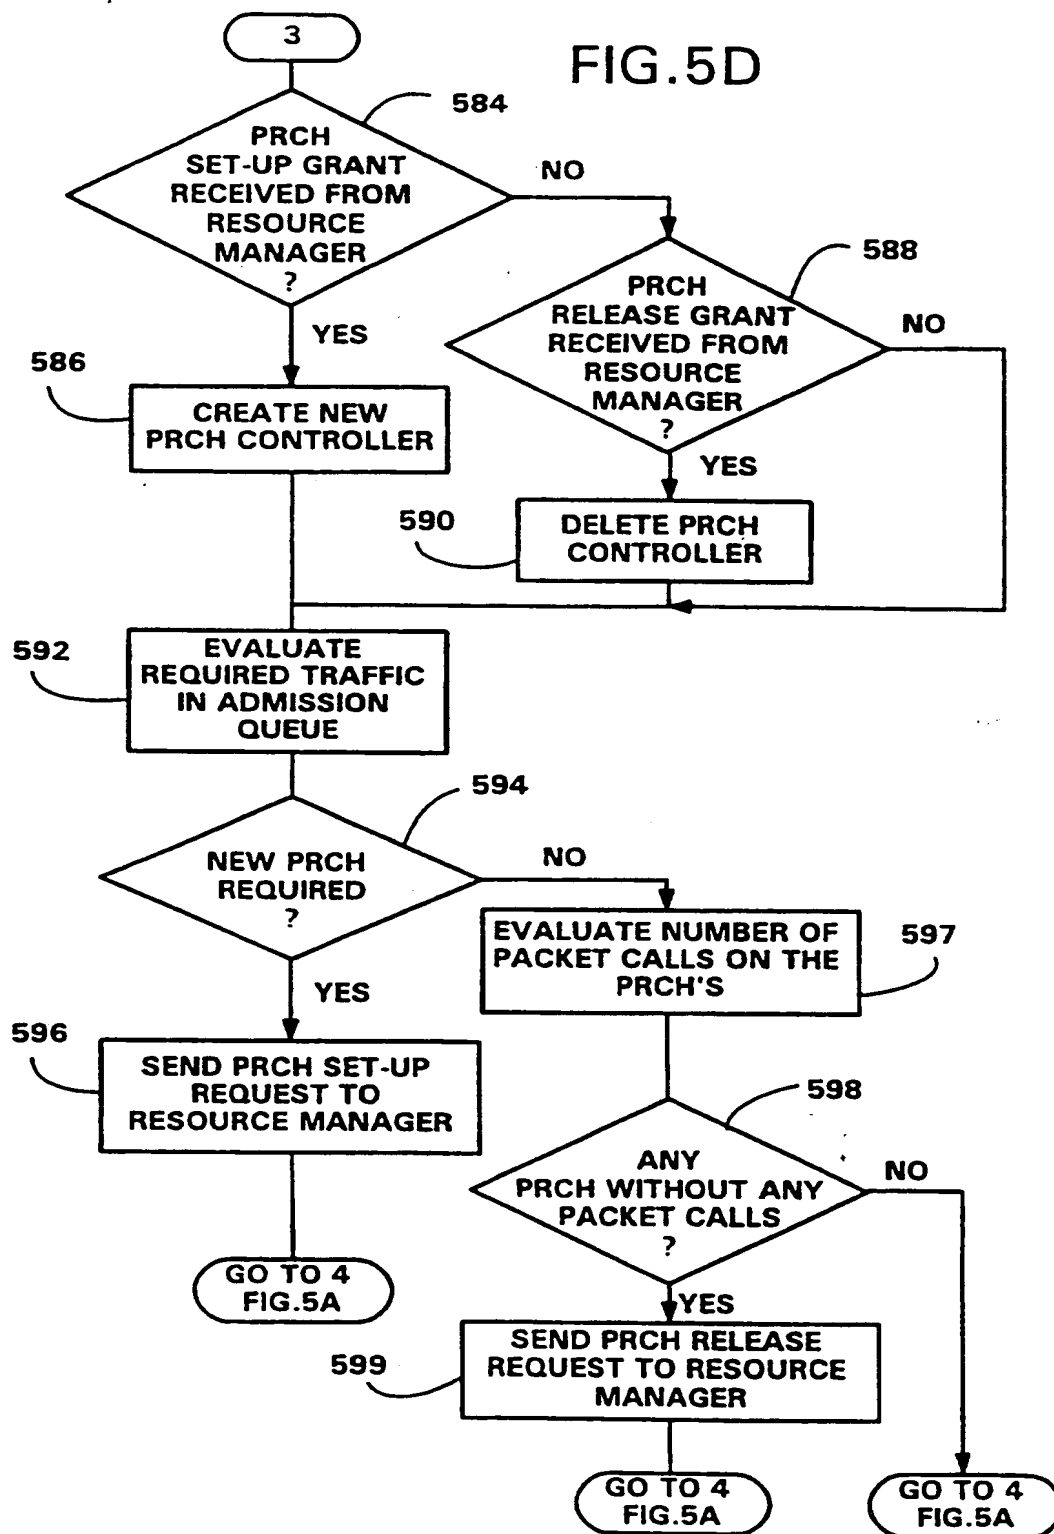 3
FIG.5D
584
PRCH
SET-UP GRANT
RECEIVED FROM
RESOURCE
MANAGER
?
NO
YES
588
PRCH
RELEASE GRANT
RECEIVED FROM
RESOURCE
MANAGER
?
NO
YES
586
CREATE NEW
PRCH CONTROLLER
590
DELETE PRCH
CONTROLLER
592
EVALUATE
REQUIRED TRAFFIC
IN ADMISSION
QUEUE
594
NEW PRCH
REQUIRED
?
NO
YES
597
EVALUATE NUMBER OF
PACKET CALLS ON THE
PRCH'S
596
SEND PRCH SET-UP
REQUEST TO
RESOURCE MANAGER
598
ANY
PRCH WITHOUT ANY
PACKET CALLS
?
NO
YES
GO TO 4
FIG.5A
599
SEND PRCH RELEASE
REQUEST TO RESOURCE
MANAGER
GO TO 4
FIG.5A
GO TO 4
FIG.5A